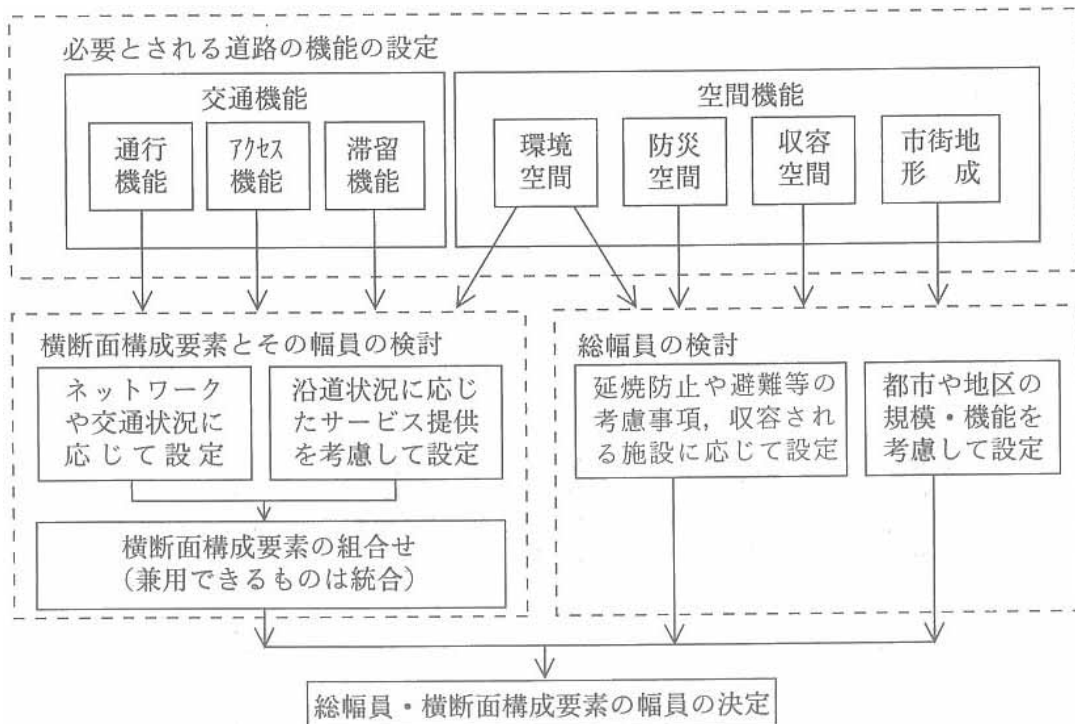 必要とされる道路の機能の設定
交通機能
通行
機能
アクセス
機能
滞留
機能
空間機能
環境
空間
防災
空間
収容
空間
市街地
形成
横断面構成要素とその幅員の検討
ネットワーク
や交通状況に
応じて設定
沿道状況に応じ
たサービス提供
を考慮して設定
横断面構成要素の組合せ
（兼用できるものは統合）
総幅員の検討
延焼防止や避難等の
考慮事項，収容され
る施設に応じて設定
都市や地区の
規模・機能を
考慮して設定
総幅員・横断面構成要素の幅員の決定